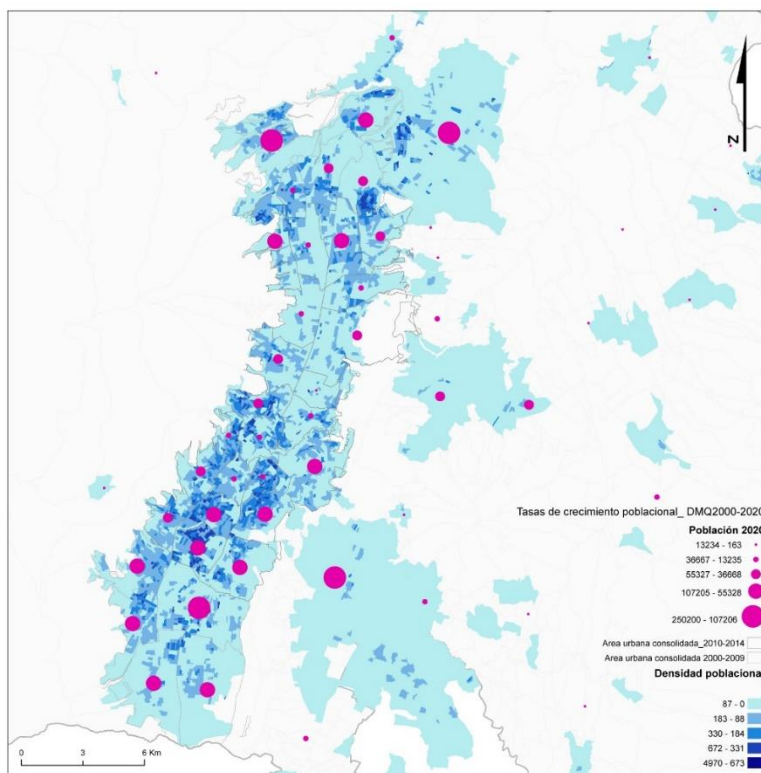 N
Tasas de crecimiento poblacional_ DMQ2000-2020
Población 2020
13234 - 163
36667 - 13235
55327 - 36668
107205 - 55328
250200 - 107206
Area urbana consolidada_2010-2014
Area urbana consolidada 2000-2009
Densidad poblacional
87 - 0
183 - 88
330 - 184
672 - 331
4970 - 673
0 3 6 Km